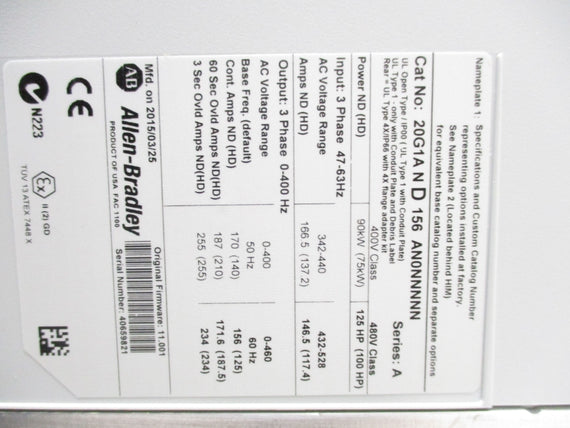 Nameplate 1: Specifications and Custom Catalog Number
representing options installed at factory.
See Nameplate 2 (Located behind HIM)
for equivalent base catalog number and separate options
Cat No: 20G1A N D 156 AN0NNNNN
UL Open Type / IP00 ( UL Type 1 with Conduit Plate)
UL Type 1 - only with Conduit Plate and Debris Label
Rear = UL Type 4X/IP66 with 4X flange adapter kit
Series: A
400V Class 480V Class
Power ND (HD) 90kW (75kW) 125 HP (100 HP)
Input: 3 Phase 47-63Hz
AC Voltage Range 342-440 432-528
Amps ND (HD) 166.5 (137.2) 146.5 (117.4)
Output: 3 Phase 0-400 Hz
AC Voltage Range 0-400 0-460
Base Freq. (default) 50 Hz 60 Hz
Cont. Amps ND(HD) 170 (140) 156 (125)
60 Sec Ovld Amps ND(HD) 187 (210) 171.6 (187.5)
3 Sec Ovld Amps ND(HD) 255 (255) 234 (234)
Mfd. on 2015/03/25
Original Firmware: 11.001
AB Allen-Bradley
PRODUCT OF USA FAC 1100
Serial Number: 40659821
CE
Ex II (2) GD
N223
TUV 13 ATEX 7448 X